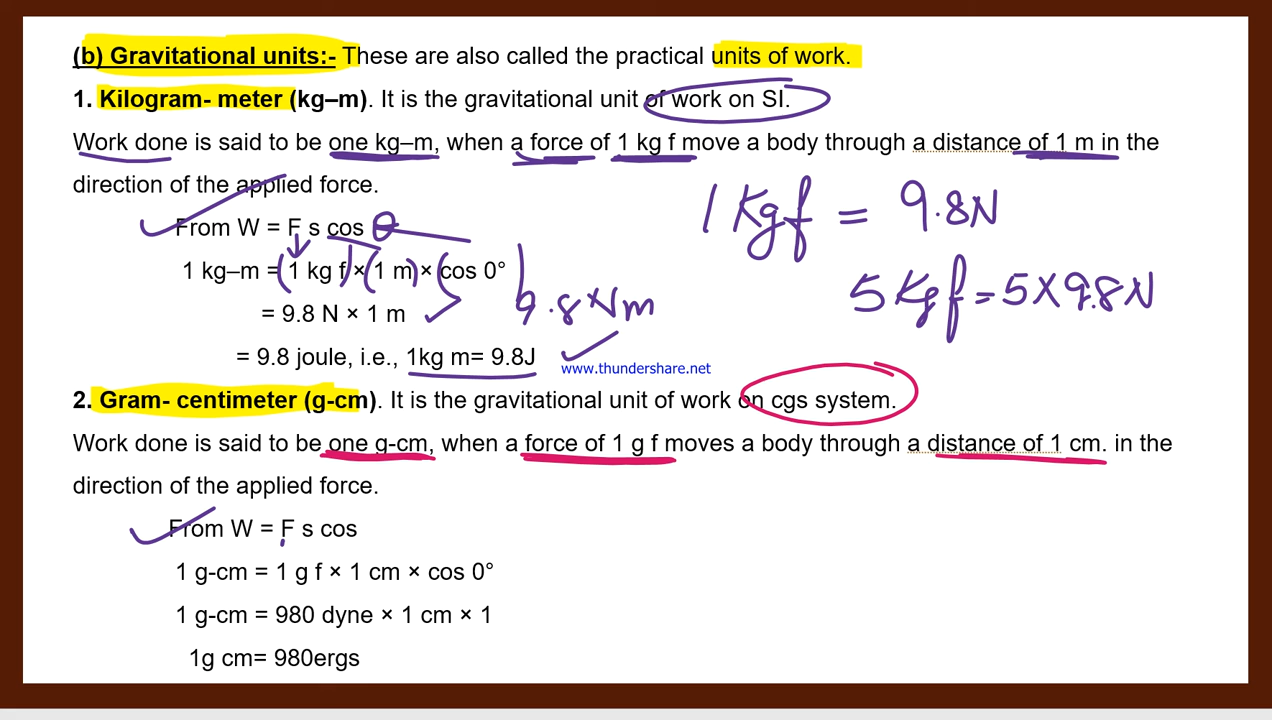 (b) Gravitational units:- These are also called the practical units of work.
1. Kilogram- meter (kg–m). It is the gravitational unit of work on SI.
Work done is said to be one kg–m, when a force of 1 kg f move a body through a distance of 1 m in the
direction of the applied force.
1 Kgf = 9.8N
From W = F s cos θ
1 kg–m = (1 kg f) × (1 m) × (cos 0°
5 Kgf = 5 X 9.8 N
= 9.8 N × 1 m
9.8 Nm
= 9.8 joule, i.e., 1kg m= 9.8J
www.thundershare.net
2. Gram- centimeter (g-cm). It is the gravitational unit of work on cgs system.
Work done is said to be one g-cm, when a force of 1 g f moves a body through a distance of 1 cm. in the
direction of the applied force.
From W = F s cos
1 g-cm = 1 g f × 1 cm × cos 0°
1 g-cm = 980 dyne × 1 cm × 1
1g cm= 980ergs